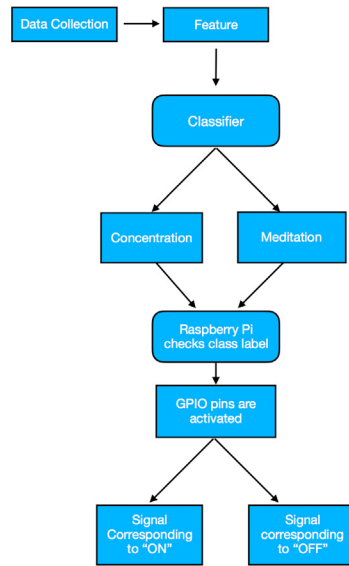 Data Collection
Feature
Classifier
Concentration
Meditation
Raspberry Pi
checks class label
GPIO pins are
activated
Signal
Corresponding
to “ON”
Signal
corresponding
to “OFF”